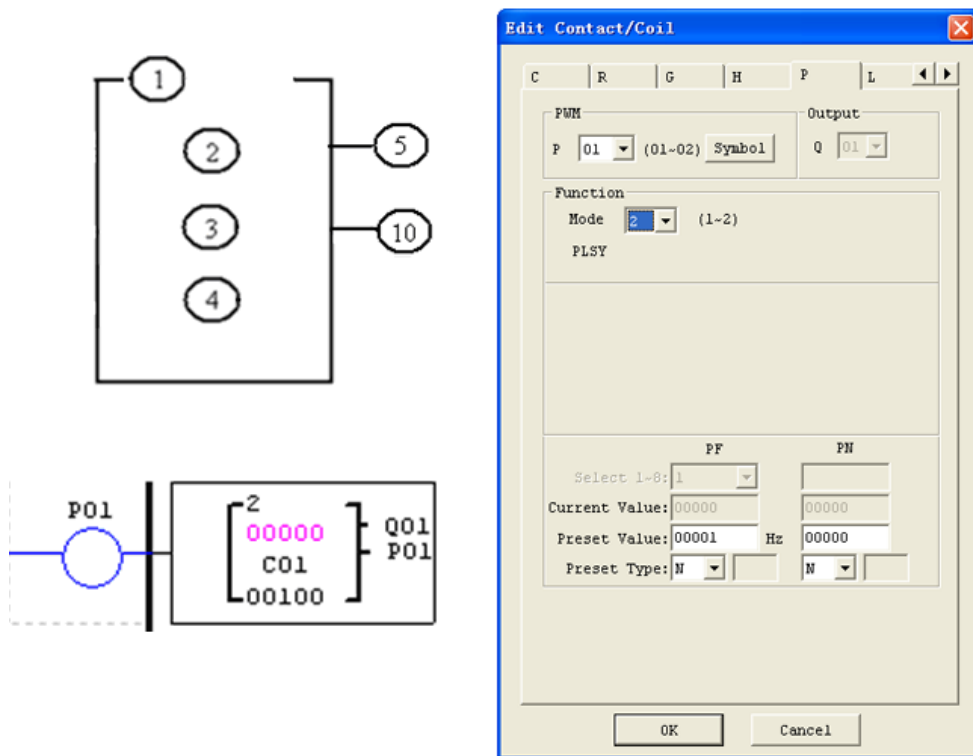 1
2
3
4
5
10
P01
2
00000
C01
00100
Q01
P01
Edit Contact/Coil
C R G H P L
PWM
P 01 (01~02) Symbol
Output
Q 01
Function
Mode 2 (1~2)
PLSY
PF PN
Select 1-8: 1
Current Value: 00000 00000
Preset Value: 00001 Hz 00000
Preset Type: N N
OK Cancel